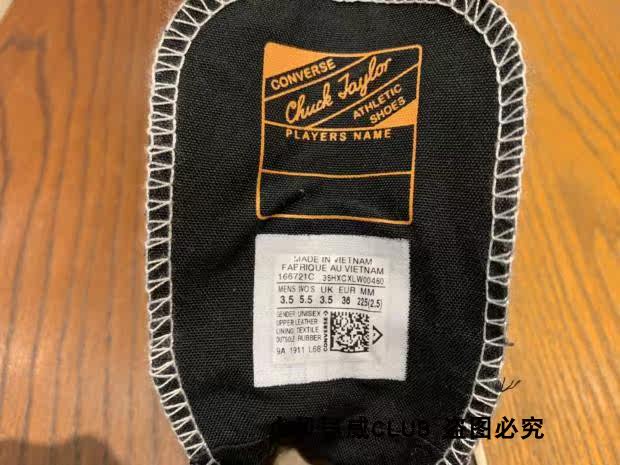 CONVERSE
Chuck Taylor
ATHLETIC
SHOES
PLAYERS NAME
MADE IN VIETNAM
FABRIQUE AU VIETNAM
166721C 35HXCXLW00460
MENS WO'S UK EUR MM
3.5 5.5 3.5 36 225(2.5)
GENDER: UNISEX
UPPER: LEATHER
LINING: TEXTILE
OUTSOLE: RUBBER
CONVERSE
9A 1911 L68
CLUB 盗图必究